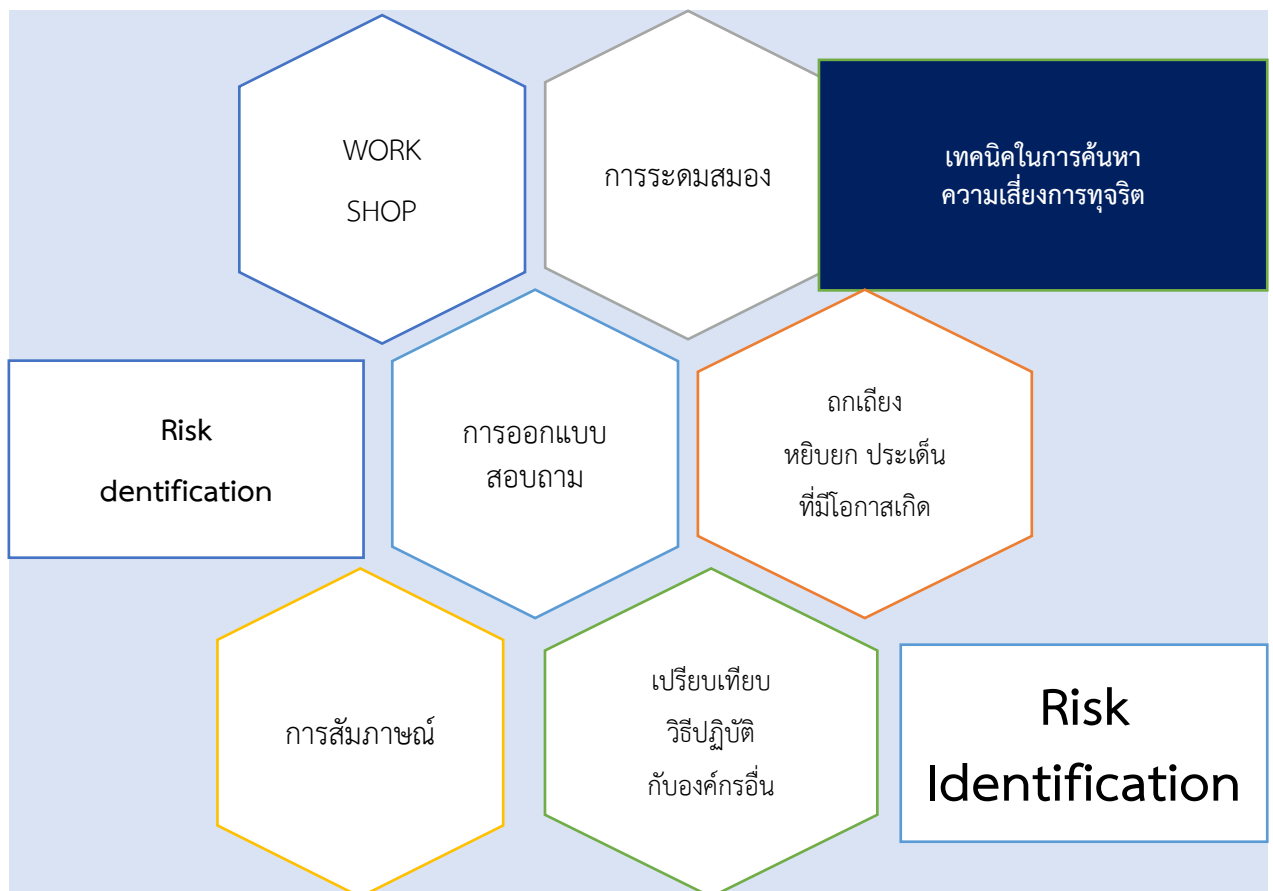 WORK
SHOP
การระดมสมอง
เทคนิคในการค้นหา
ความเสี่ยงการทุจริต
Risk
dentification
การออกแบบ
สอบถาม
ถกเถียง
หยิบยก ประเด็น
ที่มีโอกาสเกิด
การสัมภาษณ์
เปรียบเทียบ
วิธีปฏิบัติ
กับองค์กรอื่น
Risk
Identification